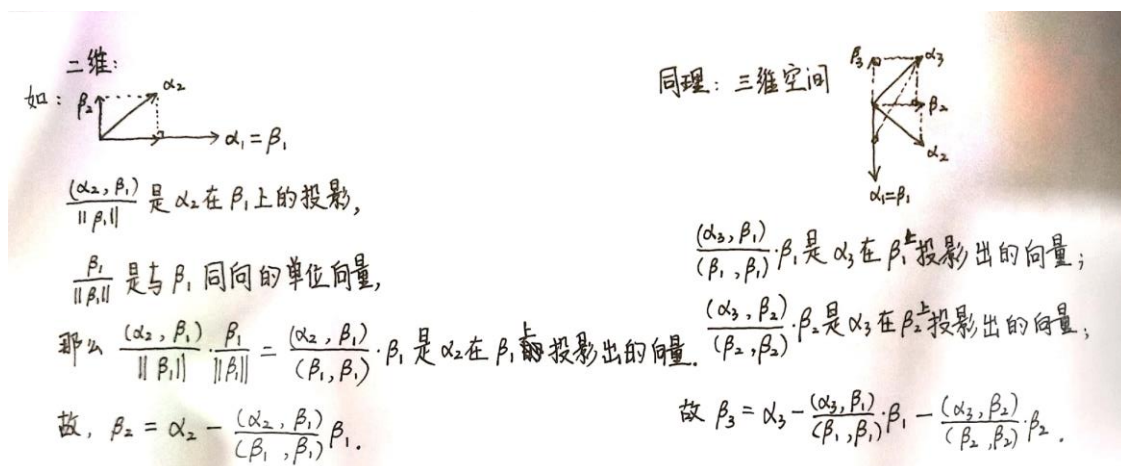 二维:
如: β₂ α₂ α₁ = β₁
(α₂, β₁) / ||β₁|| 是 α₂ 在 β₁ 上的投影,
β₁ / ||β₁|| 是与 β₁ 同向的单位向量,
那么 (α₂, β₁) / ||β₁|| · β₁ / ||β₁|| = (α₂, β₁) / (β₁, β₁) · β₁ 是 α₂ 在 β₁ 上投影出的向量.
故, β₂ = α₂ - (α₂, β₁) / (β₁, β₁) β₁.
同理: 三维空间 β₃ α₃ β₂ α₂ α₁=β₁
(α₃, β₁) / (β₁, β₁) · β₁ 是 α₃ 在 β₁ 上投影出的向量;
(α₃, β₂) / (β₂, β₂) · β₂ 是 α₃ 在 β₂ 上投影出的向量;
故 β₃ = α₃ - (α₃, β₁) / (β₁, β₁) · β₁ - (α₃, β₂) / (β₂, β₂) · β₂ .